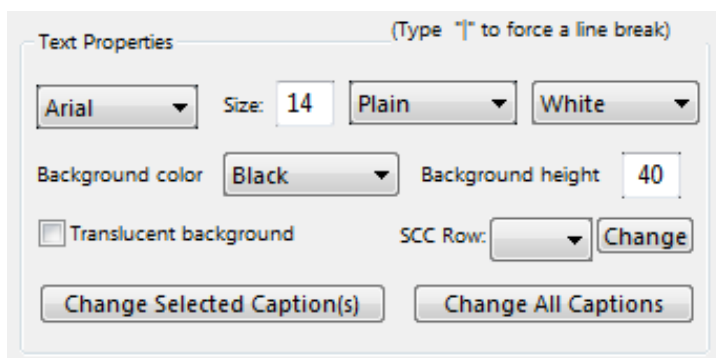 (Type "|" to force a line break)
Text Properties
Arial Size: 14 Plain White
Background color Black Background height 40
Translucent background SCC Row: Change
Change Selected Caption(s) Change All Captions